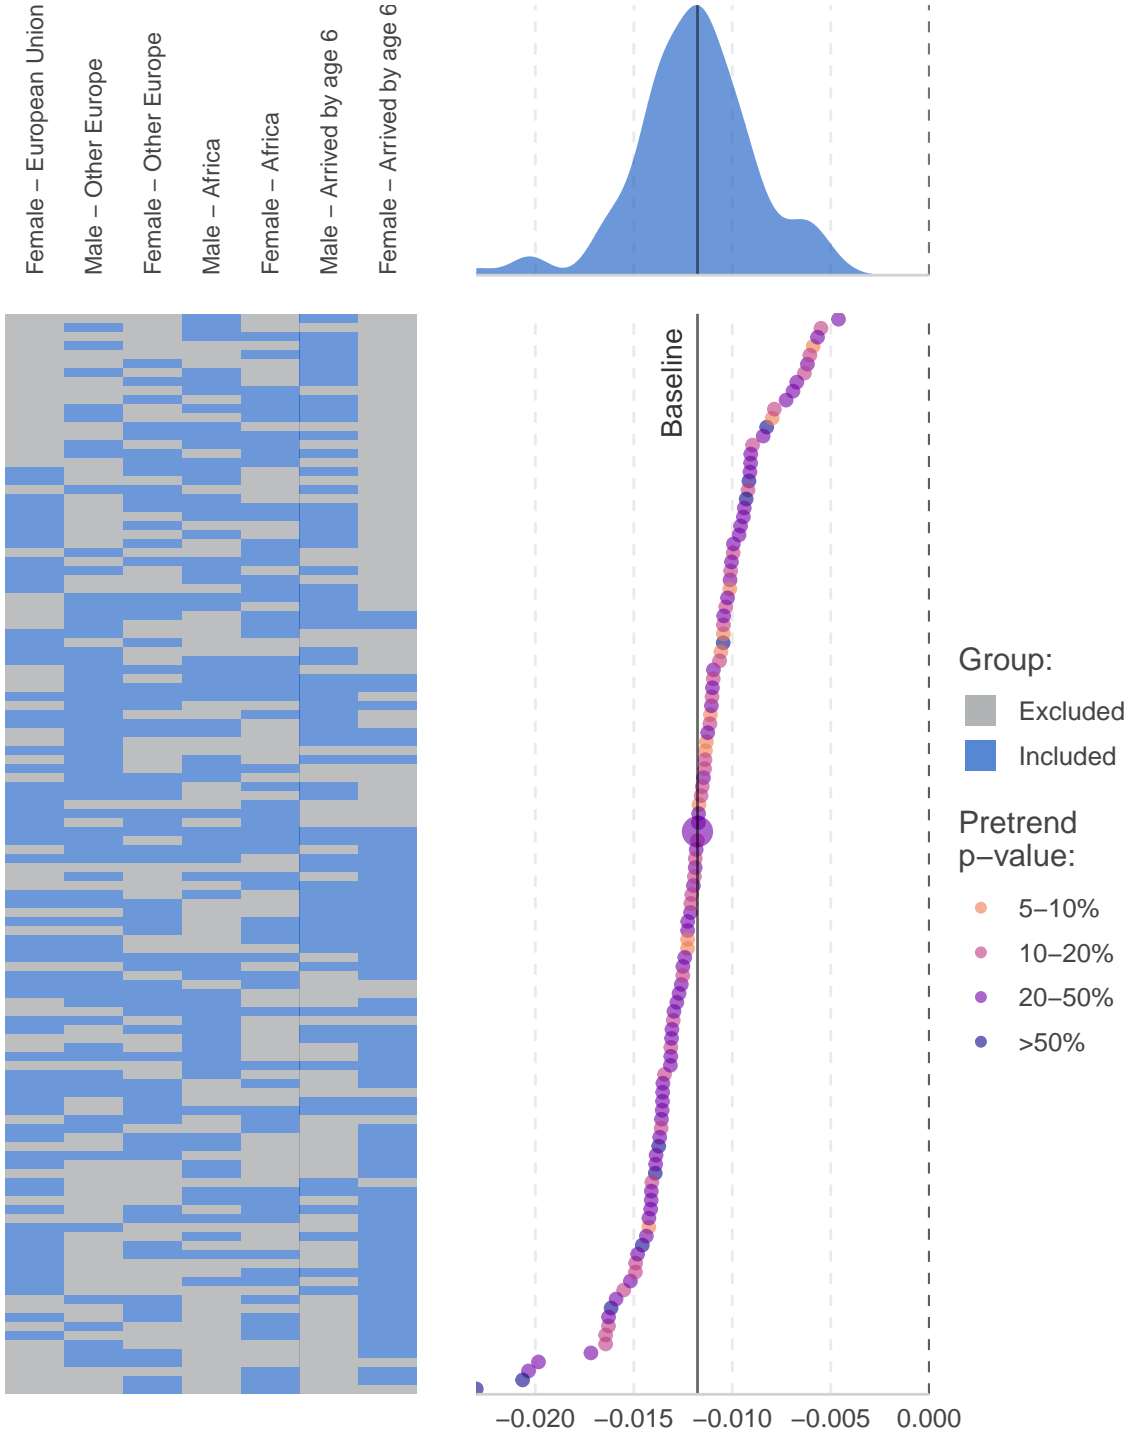 Female – European Union
Male – Other Europe
Female – Other Europe
Male – Africa
Female – Africa
Male – Arrived by age 6
Female – Arrived by age 6
Baseline
Group:
Excluded
Included
Pretrend
p−value:
5–10%
10–20%
20–50%
>50%
−0.020 −0.015 −0.010 −0.005 0.000